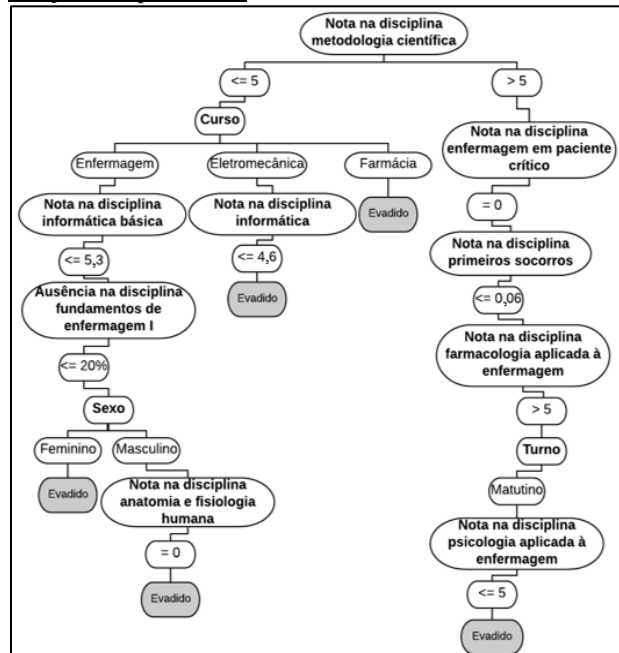 Nota na disciplina
metodologia científica
<= 5
> 5
Curso
Nota na disciplina
enfermagem em paciente
crítico
Enfermagem
Eletromecânica
Farmácia
Nota na disciplina
informática básica
Nota na disciplina
informática
Evadido
= 0
<= 5,3
<= 4,6
Nota na disciplina
primeiros socorros
Ausência na disciplina
fundamentos de
enfermagem I
Evadido
<= 0,06
Nota na disciplina
farmacologia aplicada à
enfermagem
<= 20%
Sexo
> 5
Feminino
Masculino
Turno
Evadido
Nota na disciplina
anatomia e fisiologia
humana
Matutino
Nota na disciplina
psicologia aplicada à
enfermagem
= 0
Evadido
<= 5
Evadido